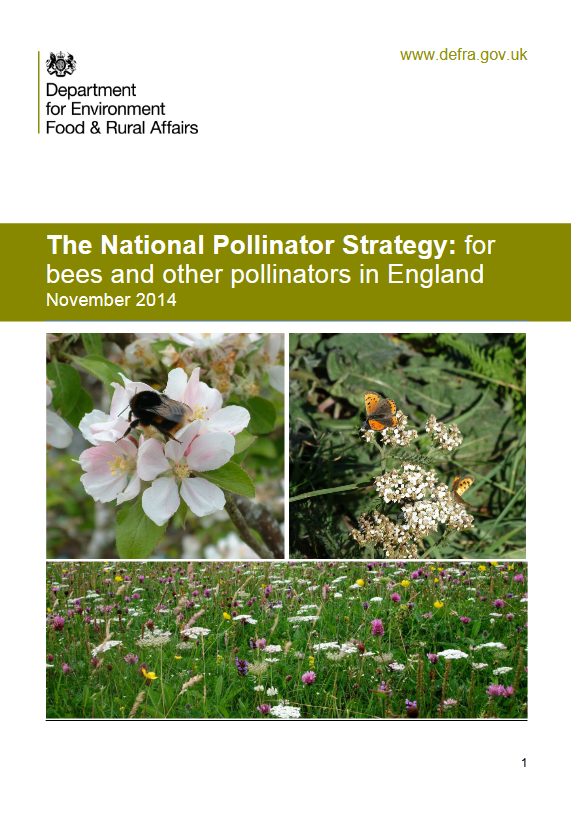 www.defra.gov.uk
Department
for Environment
Food & Rural Affairs
The National Pollinator Strategy: for
bees and other pollinators in England
November 2014
1